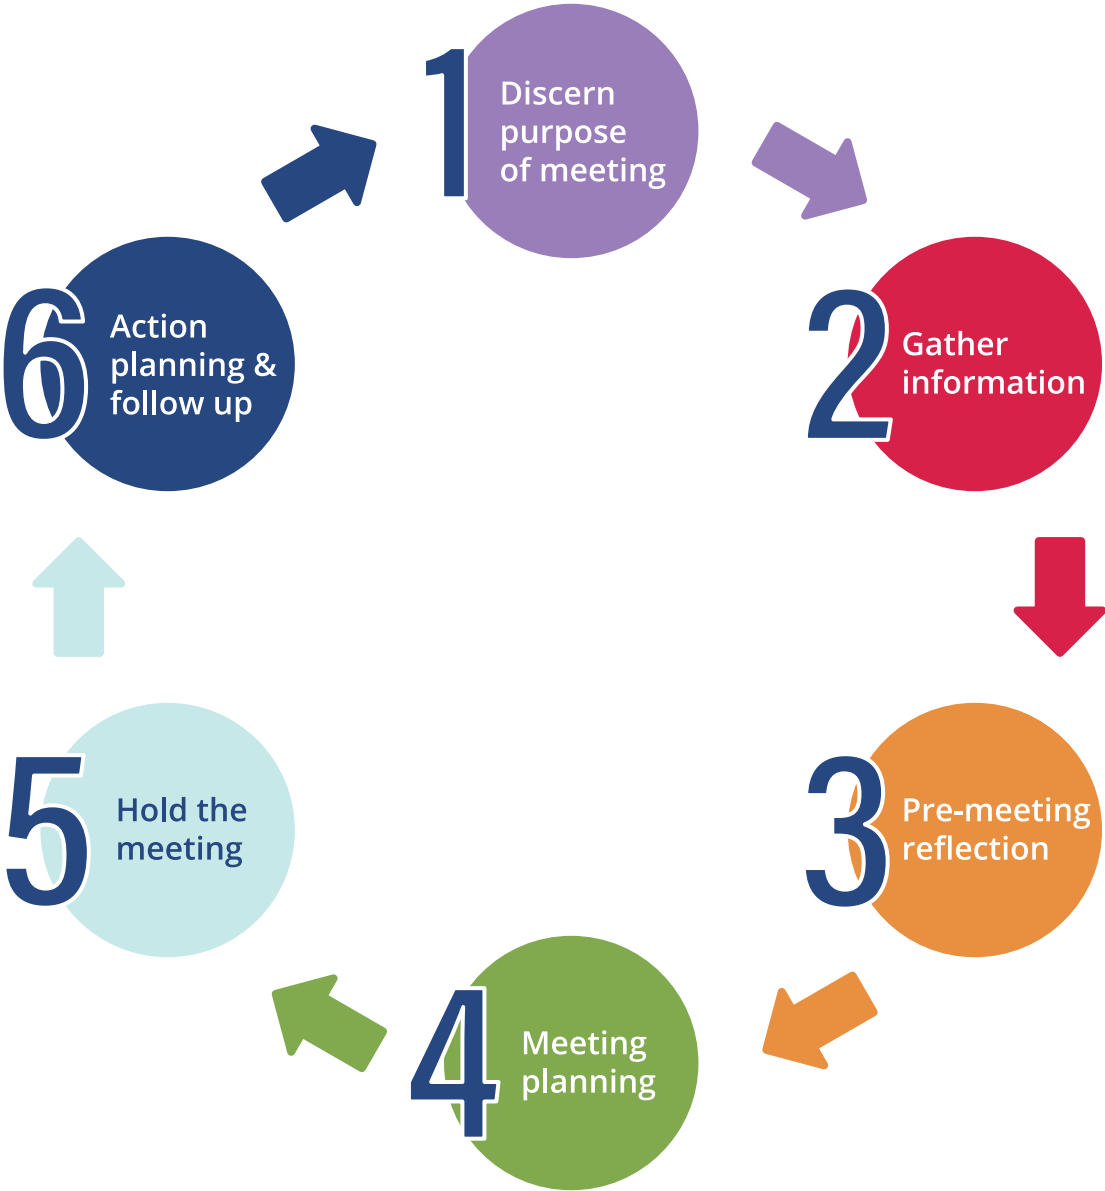 1
Discern
purpose
of meeting
2
Gather
information
3
Pre-meeting
reflection
4
Meeting
planning
5
Hold the
meeting
6
Action
planning &
follow up